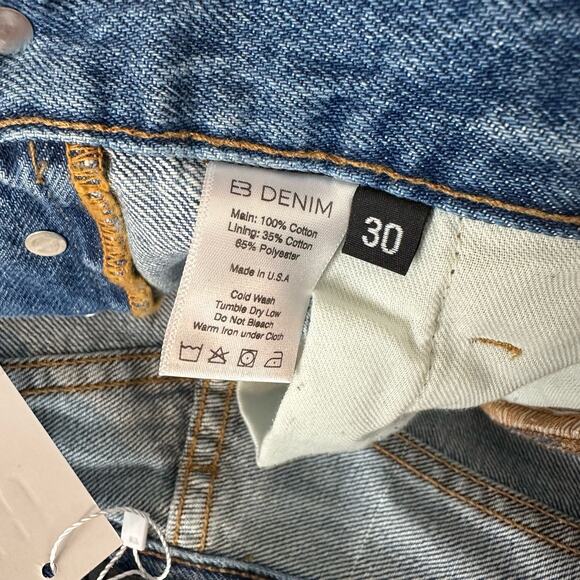 EB DENIM
Main: 100% Cotton
Lining: 35% Cotton
65% Polyester
Made in U.S.A
Cold Wash
Tumble Dry Low
Do Not Bleach
Warm Iron under Cloth
30